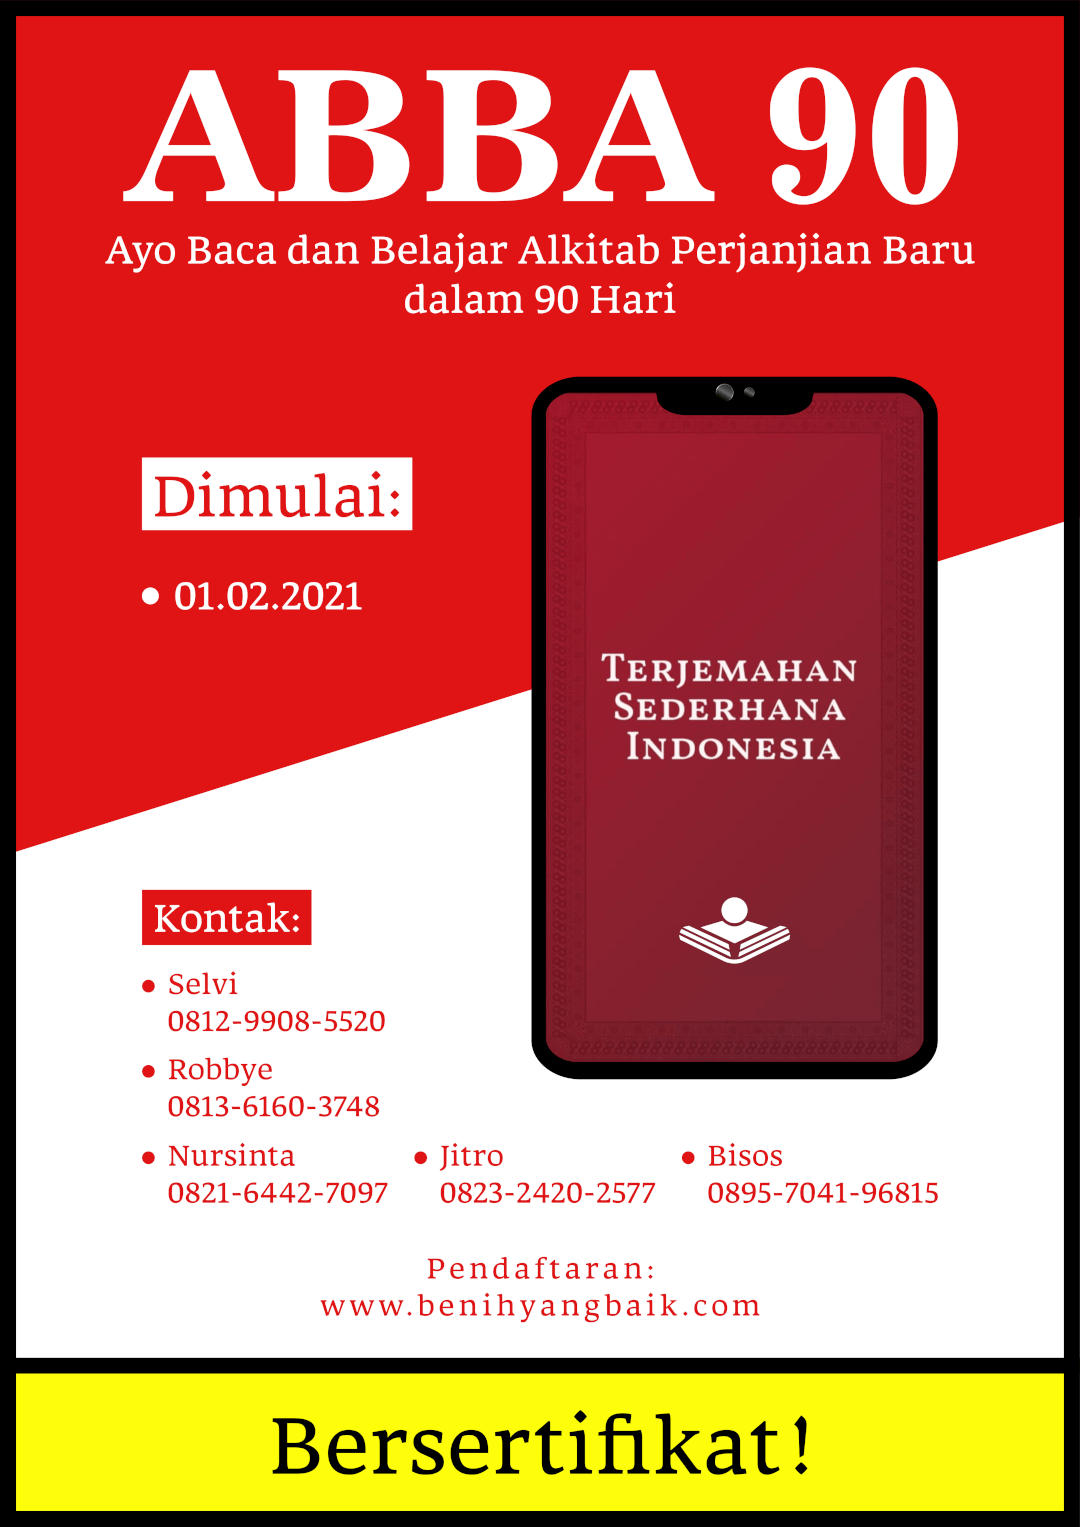 ABBA 90
Ayo Baca dan Belajar Alkitab Perjanjian Baru
dalam 90 Hari
Dimulai:
• 01.02.2021
TERJEMAHAN
SEDERHANA
INDONESIA
Kontak:
• Selvi
0812-9908-5520
• Robbye
0813-6160-3748
• Nursinta
0821-6442-7097
• Jitro
0823-2420-2577
• Bisos
0895-7041-96815
Pendaftaran:
www.benihyangbaik.com
Bersertifikat!